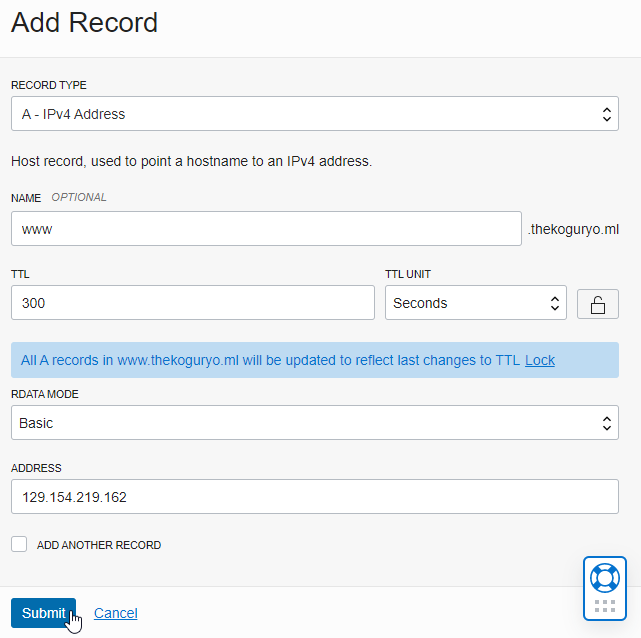 Add Record
RECORD TYPE
A - IPv4 Address
Host record, used to point a hostname to an IPv4 address.
NAME OPTIONAL
www .thekoguryo.ml
TTL TTL UNIT
300 Seconds
All A records in www.thekoguryo.ml will be updated to reflect last changes to TTL Lock
RDATA MODE
Basic
ADDRESS
129.154.219.162
ADD ANOTHER RECORD
Submit Cancel